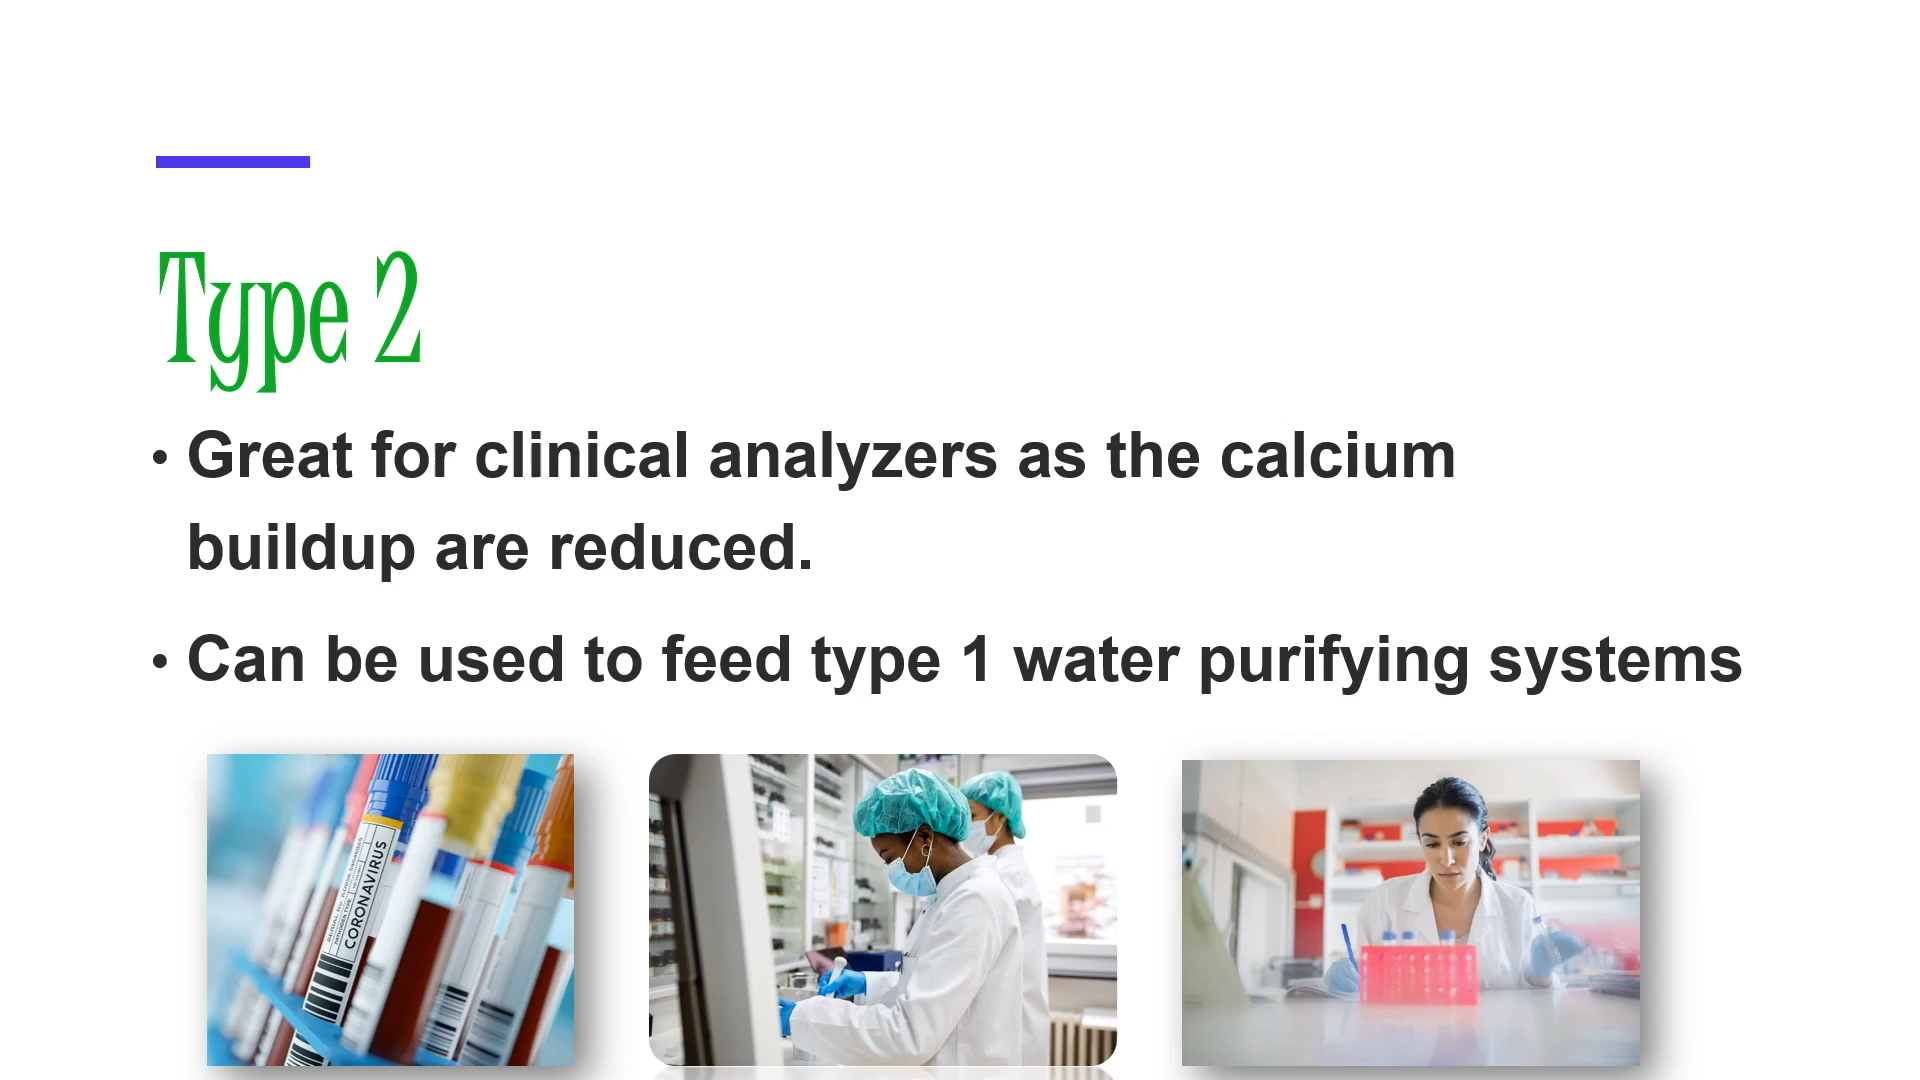 Type 2
• Great for clinical analyzers as the calcium
buildup are reduced.
• Can be used to feed type 1 water purifying systems
CORONAVIRUS